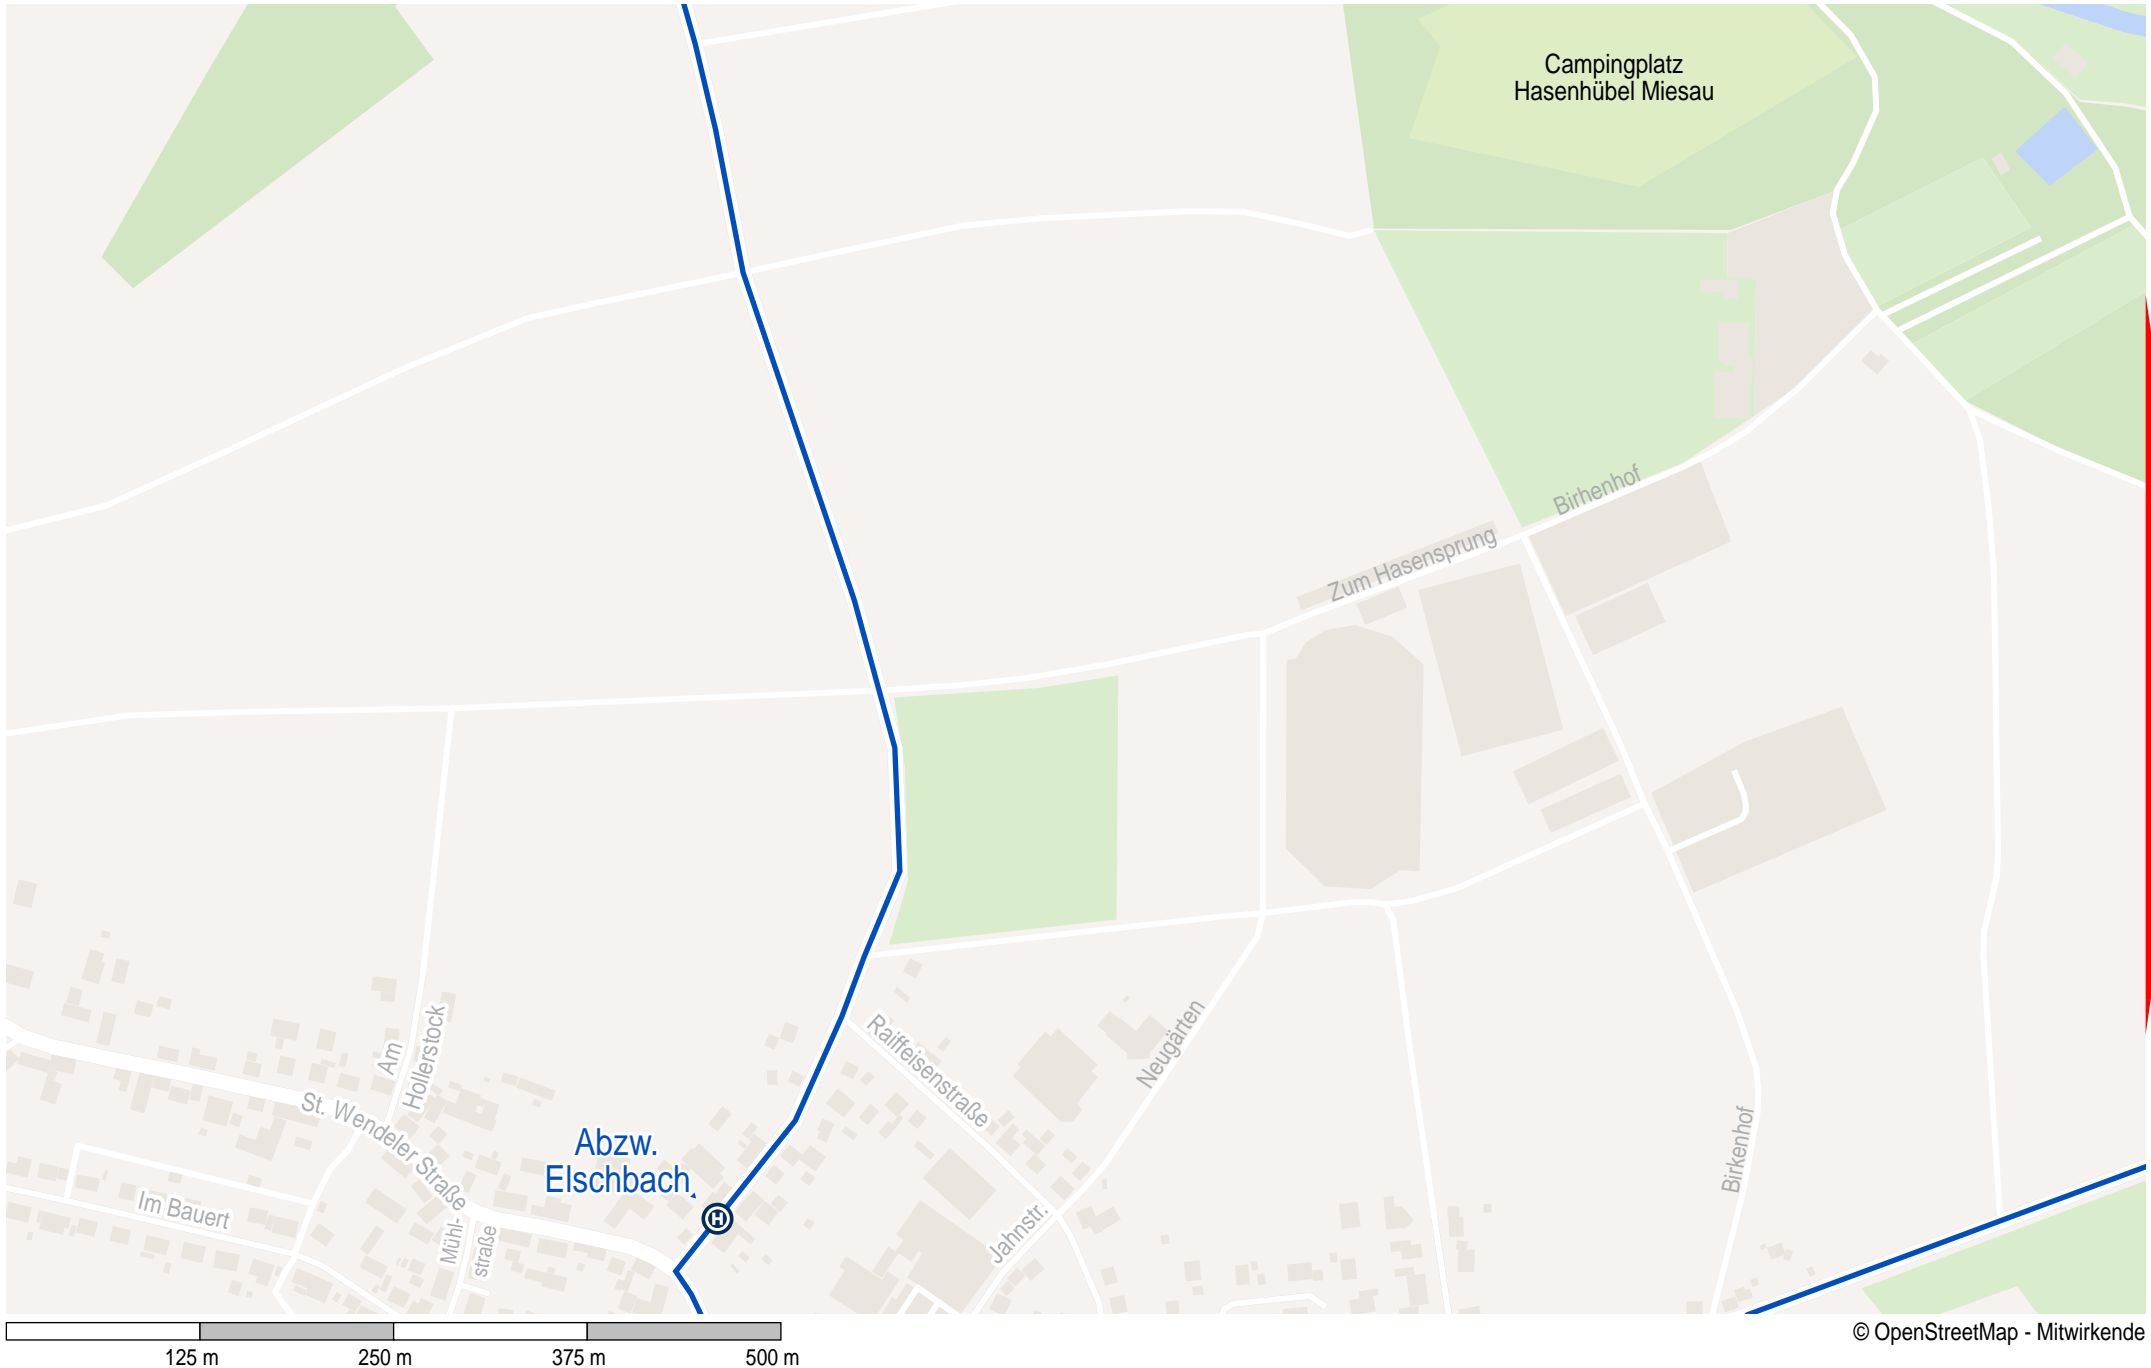 Campingplatz
Hasenhübel Miesau
Birhenhof
Zum Hasensprung
Am
Hollerstock
Raiffeisenstraße
Neugärten
St. Wendeler Straße
Abzw.
Elschbach
H
Im Bauert
Mühl-
straße
Jahnstr.
Birkenhof
125 m
250 m
375 m
500 m
© OpenStreetMap - Mitwirkende